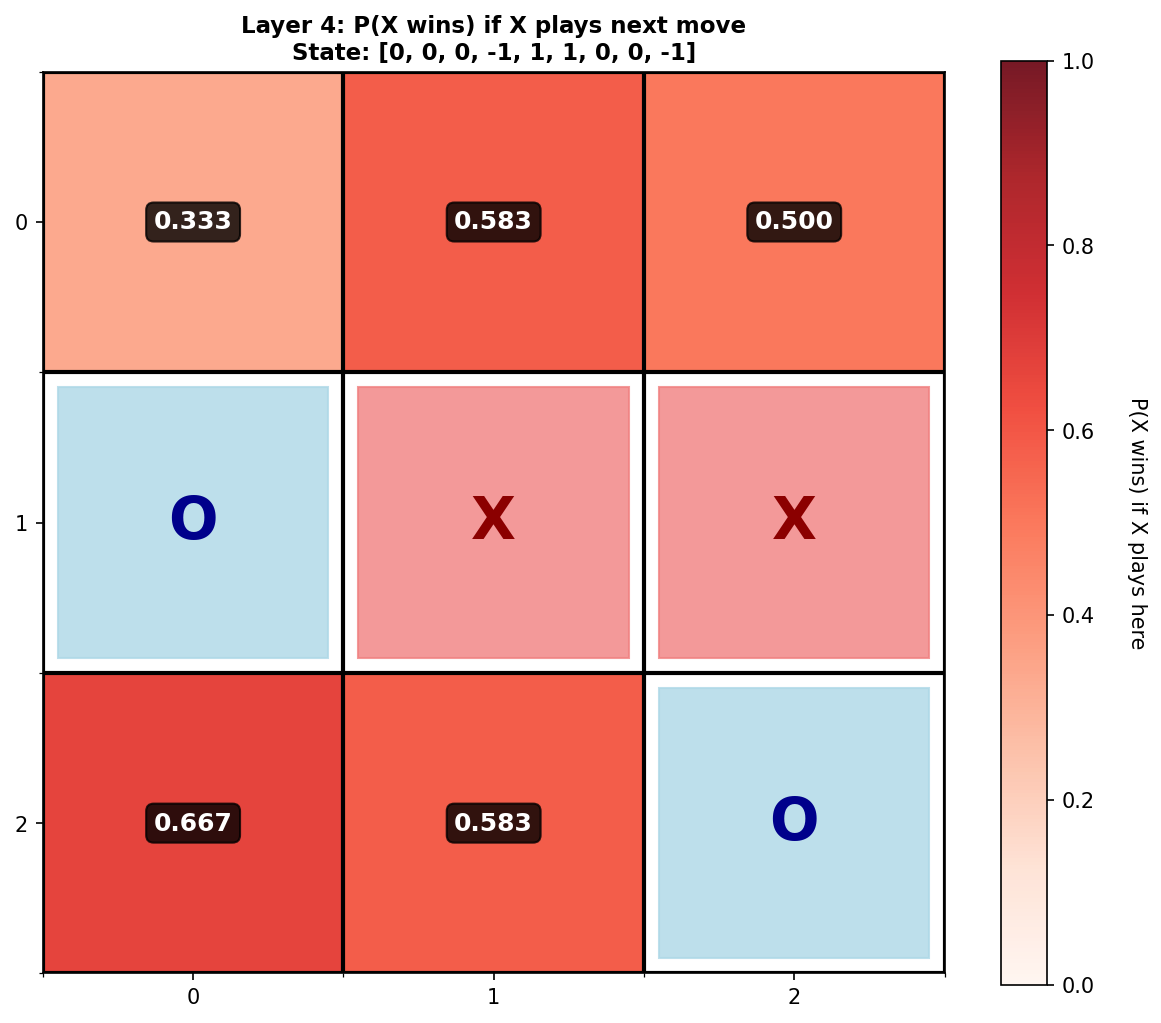 Layer 4: P(X wins) if X plays next move
State: [0, 0, 0, -1, 1, 1, 0, 0, -1]
0
0.333
0.583
0.500
1
O
X
X
2
0.667
0.583
O
0
1
2
1.0
0.8
0.6
0.4
0.2
0.0
P(X wins) if X plays here